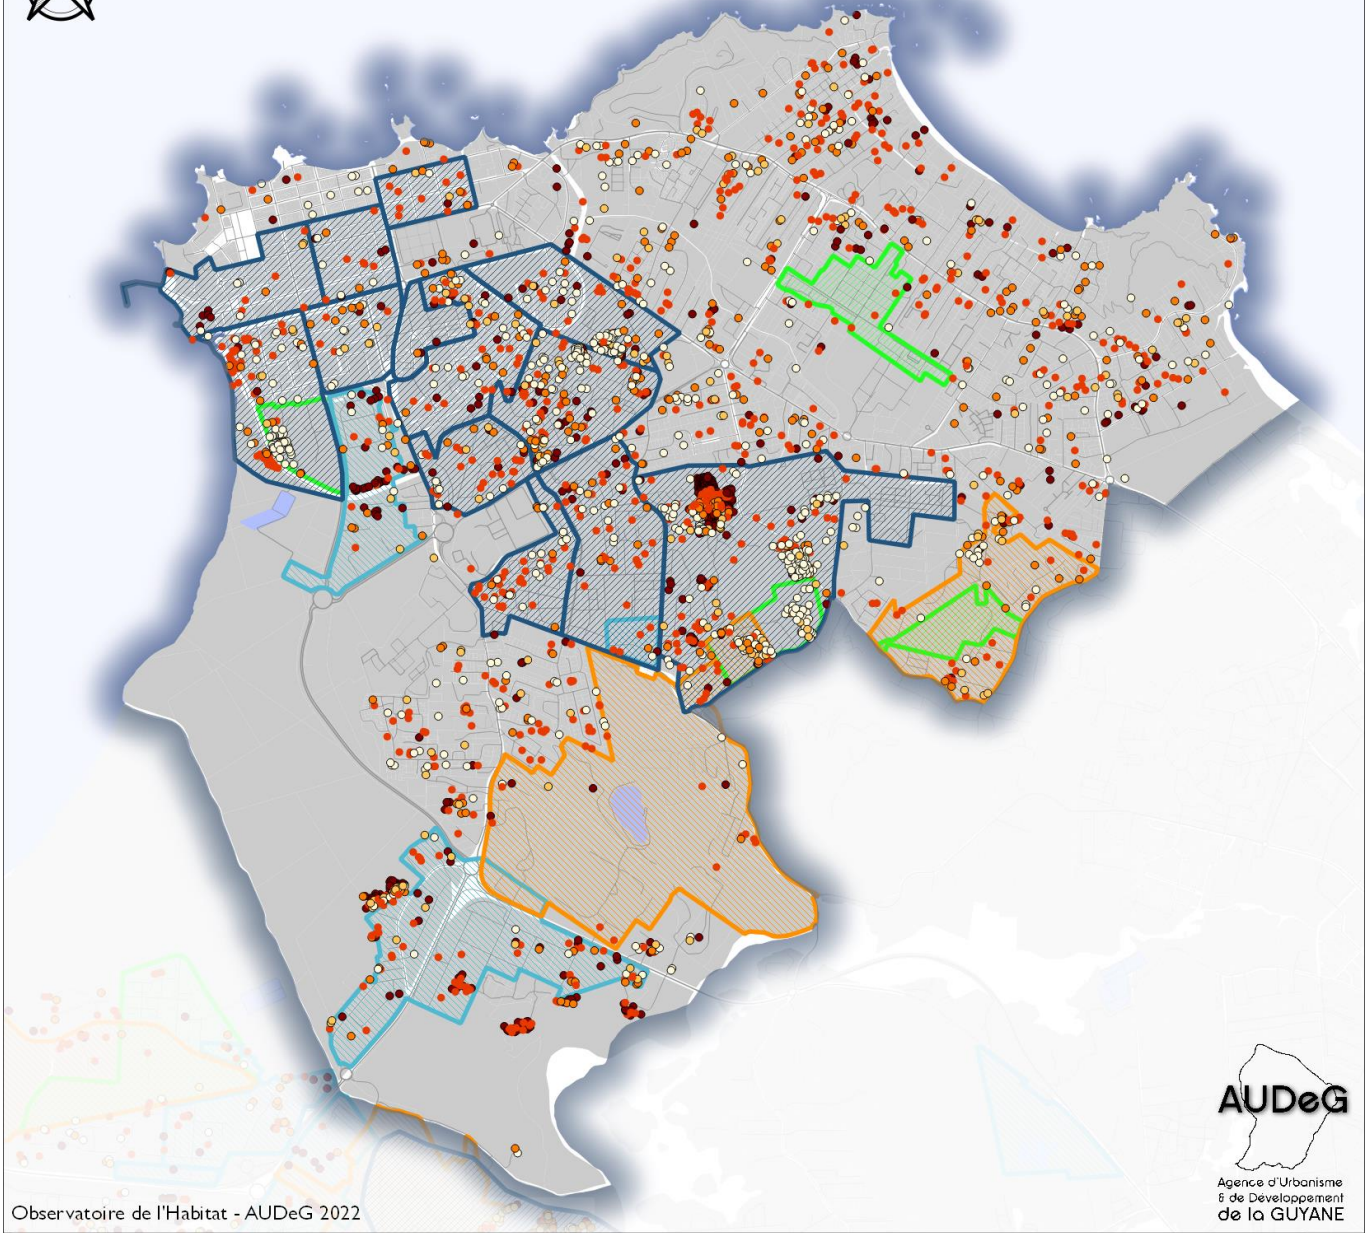 AUDeG
Agence d'Urbanisme
& de Développement
de la GUYANE
Observatoire de l'Habitat - AUDeG 2022